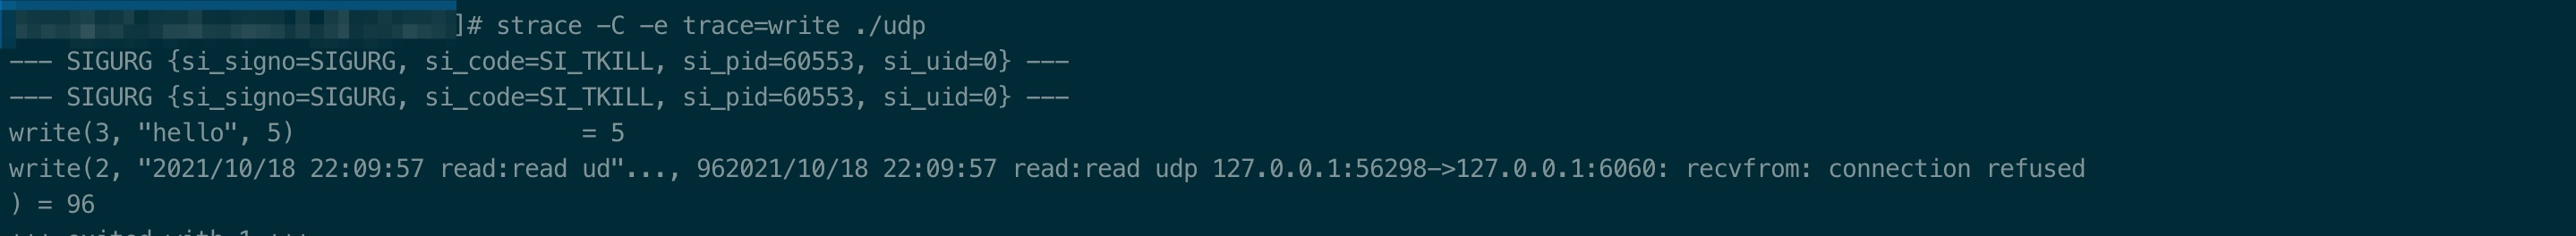 ]# strace -C -e trace=write ./udp
--- SIGURG {si_signo=SIGURG, si_code=SI_TKILL, si_pid=60553, si_uid=0} ---
--- SIGURG {si_signo=SIGURG, si_code=SI_TKILL, si_pid=60553, si_uid=0} ---
write(3, "hello", 5)                    = 5
write(2, "2021/10/18 22:09:57 read:read ud"..., 962021/10/18 22:09:57 read:read udp 127.0.0.1:56298->127.0.0.1:6060: recvfrom: connection refused
) = 96
+++ exited with 1 +++